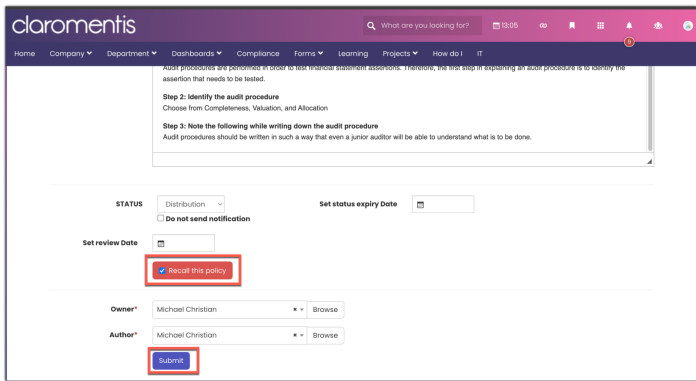 claromentis
What are you looking for?
13:05
Home Company Department Dashboards Compliance Forms Learning Projects How do I IT
Audit procedures are performed in order to test financial statement assertions. Therefore, the first step in explaining an audit procedure is to identify the
assertion that needs to be tested.
Step 2: Identify the audit procedure
Choose from Completeness, Valuation, and Allocation
Step 3: Note the following while writing down the audit procedure
Audit procedures should be written in such a way that even a junior auditor will be able to understand what is to be done.
STATUS Distribution Set status expiry Date
Do not send notification
Set review Date
Recall this policy
Owner* Michael Christian × Browse
Author* Michael Christian × Browse
Submit